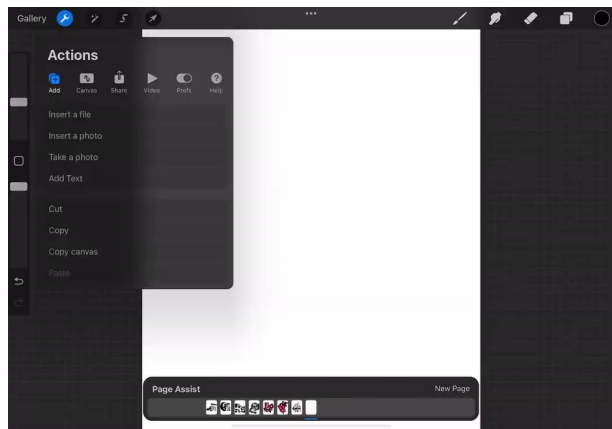 Gallery
Actions
Add Canvas Share Video Prefs Help
Insert a file
Insert a photo
Take a photo
Add Text
Cut
Copy
Copy canvas
Paste
Page Assist New Page